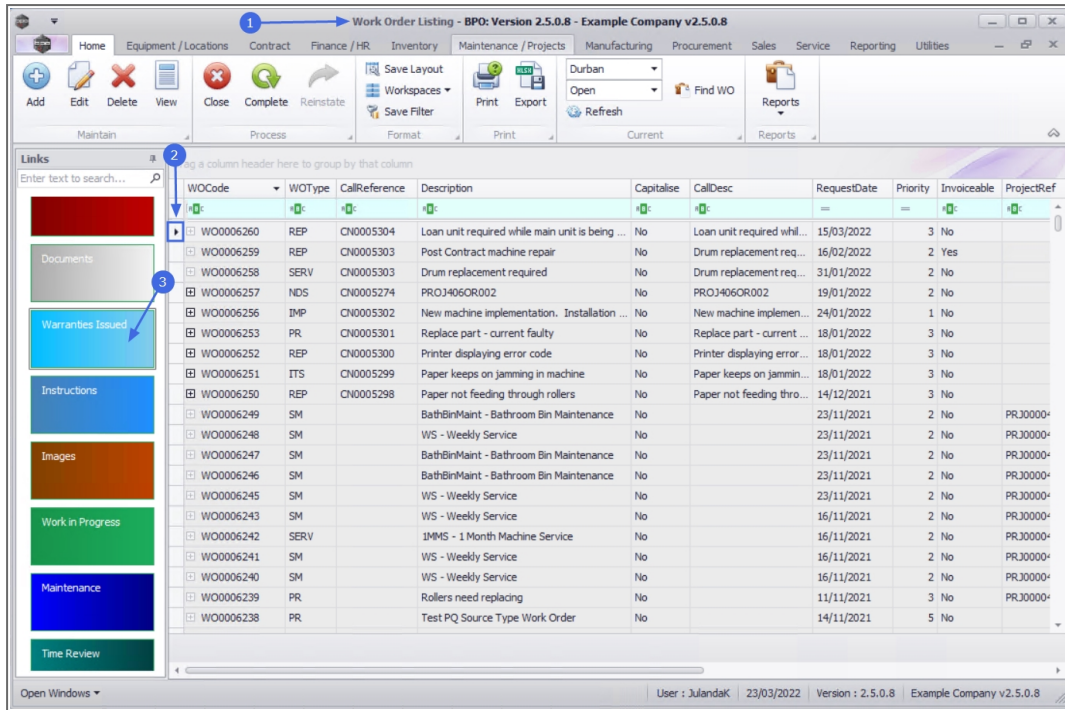 1
Work Order Listing - BPO: Version 2.5.0.8 - Example Company v2.5.0.8
Home Equipment / Locations Contract Finance / HR Inventory Maintenance / Projects Manufacturing Procurement Sales Service Reporting Utilities
Add Edit Delete View Close Complete Reinstate Save Layout Workspaces Save Filter Print Export Durban Open Refresh Find WO Reports
Maintain Process Format Print Current Reports
Links
2
ag a column header here to group by that column
Enter text to search...
WOCode WOType CallReference Description Capitalise CallDesc RequestDate Priority Invoiceable ProjectRef
WO0006260 REP CN0005304 Loan unit required while main unit is being ... No Loan unit required whil... 15/03/2022 3 No
WO0006259 REP CN0005303 Post Contract machine repair No Drum replacement req... 16/02/2022 2 Yes
Documents
WO0006258 SERV CN0005303 Drum replacement required No Drum replacement req... 31/01/2022 2 No
3
WO0006257 NDS CN0005274 PROJ406OR002 No PROJ406OR002 19/01/2022 2 No
WO0006256 IMP CN0005302 New machine implementation. Installation ... No New machine implemen... 24/01/2022 1 No
Warranties Issued
WO0006253 PR CN0005301 Replace part - current faulty No Replace part - current ... 18/01/2022 3 No
WO0006252 REP CN0005300 Printer displaying error code No Printer displaying error... 18/01/2022 3 No
WO0006251 ITS CN0005299 Paper keeps on jamming in machine No Paper keeps on jammin... 18/01/2022 3 No
Instructions
WO0006250 REP CN0005298 Paper not feeding through rollers No Paper not feeding thro... 14/12/2021 3 No
WO0006249 SM BathBinMaint - Bathroom Bin Maintenance No 23/11/2021 2 No PRJ00004
WO0006248 SM WS - Weekly Service No 23/11/2021 2 No PRJ00004
Images
WO0006247 SM BathBinMaint - Bathroom Bin Maintenance No 23/11/2021 2 No PRJ00004
WO0006246 SM BathBinMaint - Bathroom Bin Maintenance No 23/11/2021 2 No PRJ00004
WO0006245 SM WS - Weekly Service No 23/11/2021 2 No PRJ00004
Work in Progress
WO0006243 SM WS - Weekly Service No 16/11/2021 2 No PRJ00004
WO0006242 SERV 1MMS - 1 Month Machine Service No 16/11/2021 2 No PRJ00004
WO0006241 SM WS - Weekly Service No 16/11/2021 2 No PRJ00004
WO0006240 SM WS - Weekly Service No 16/11/2021 2 No PRJ00004
Maintenance
WO0006239 PR Rollers need replacing No 11/11/2021 3 No PRJ00004
WO0006238 PR Test PQ Source Type Work Order No 14/11/2021 5 No
Time Review
Open Windows User : JulandaK 23/03/2022 Version : 2.5.0.8 Example Company v2.5.0.8